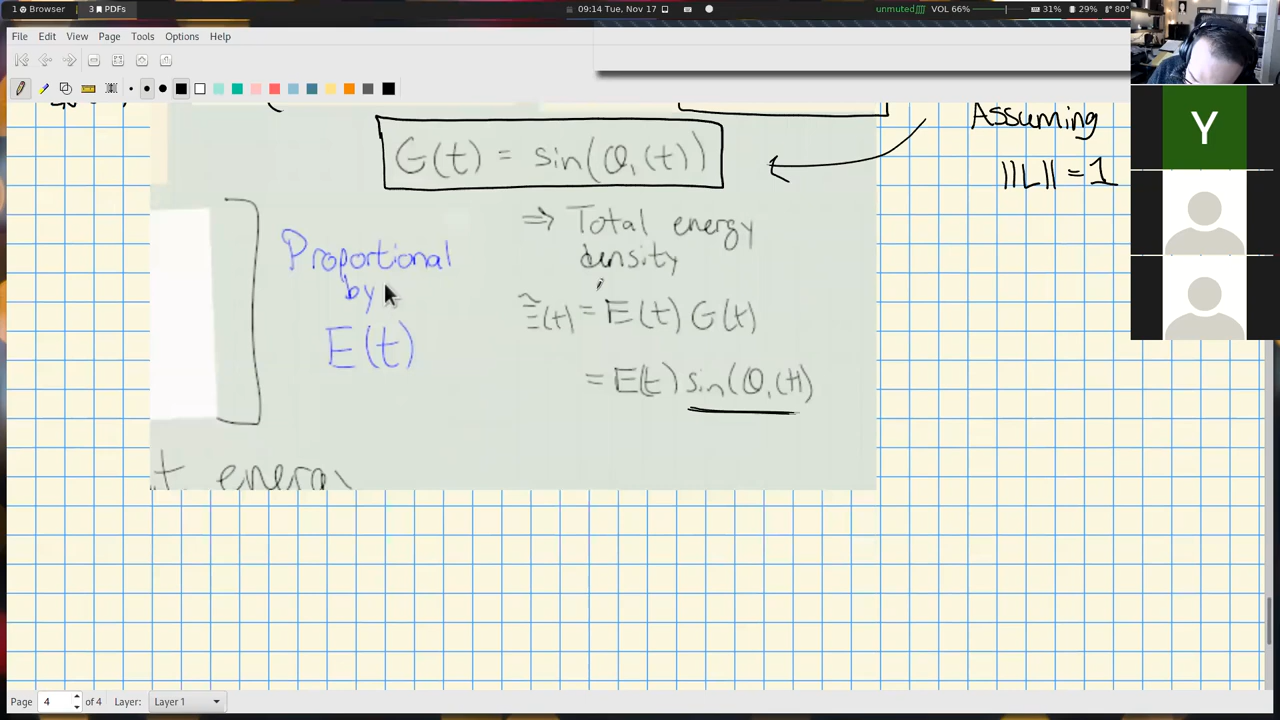 1 Browser 3 PDFs 09:14 Tue, Nov 17 unmuted VOL 66% 31% 29% 80°
File Edit View Page Tools Options Help
Y
Assuming
G(t) = sin(θ₁(t))
||L|| = 1
⇒ Total energy
density
Proportional
by
E(t)
Ξ̃(t) = E(t) G(t)
= E(t) sin(θ₁(t)
t energy
Page 4 of 4 Layer: Layer 1